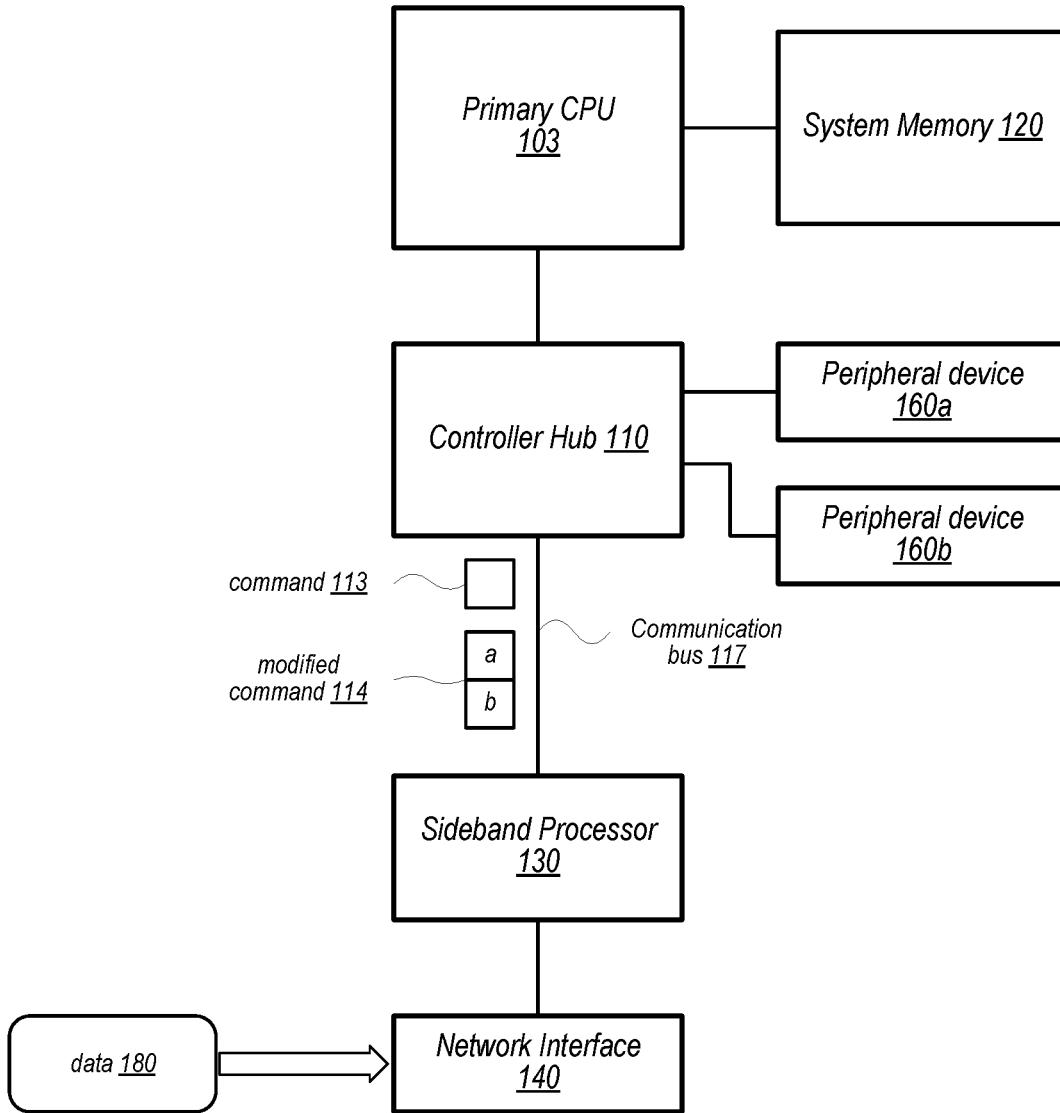 Primary CPU
103
System Memory 120
Controller Hub 110
Peripheral device
160a
Peripheral device
160b
command 113
Communication
bus 117
a
modified
command 114
b
Sideband Processor
130
data 180
Network Interface
140